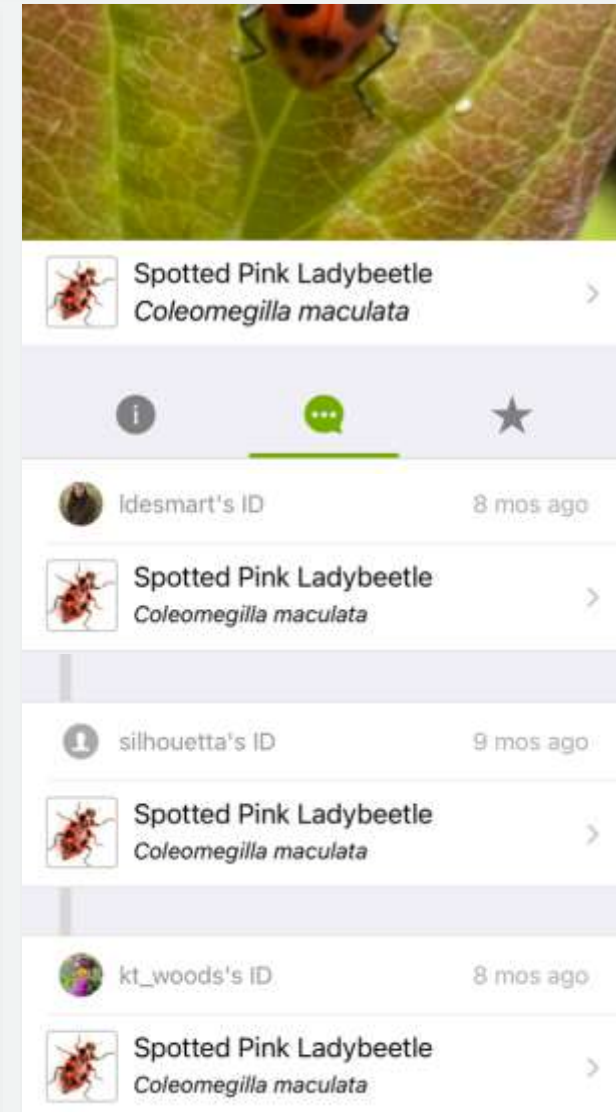 Spotted Pink Ladybeetle
Coleomegilla maculata
ldesmart's ID
8 mos ago
Spotted Pink Ladybeetle
Coleomegilla maculata
silhouetta's ID
9 mos ago
Spotted Pink Ladybeetle
Coleomegilla maculata
kt_woods's ID
8 mos ago
Spotted Pink Ladybeetle
Coleomegilla maculata